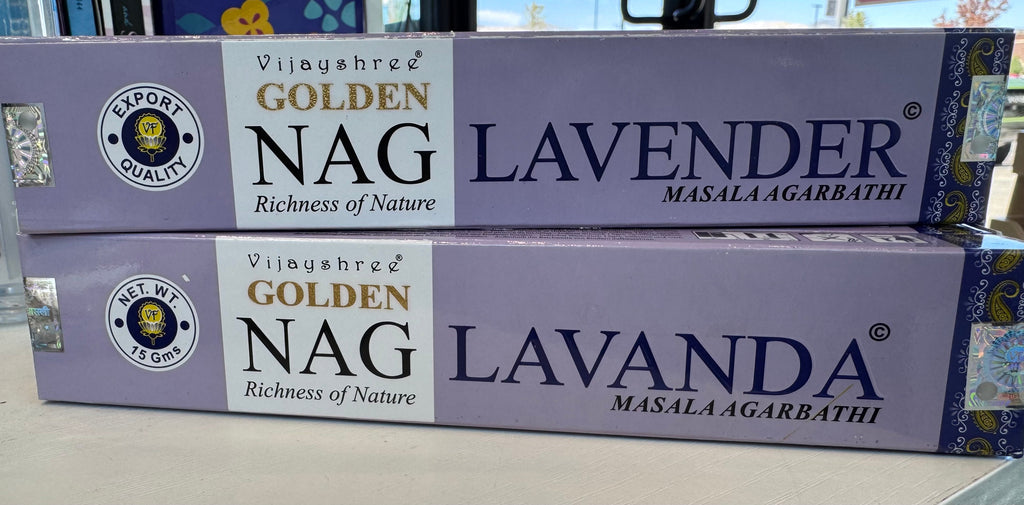 EXPORT
QUALITY
VF
Vijayshree®
GOLDEN
NAG
Richness of Nature
LAVENDER©
MASALA AGARBATHI
NET. WT.
VF
15 Gms
Vijayshree®
GOLDEN
NAG
Richness of Nature
LAVANDA©
MASALA AGARBATHI